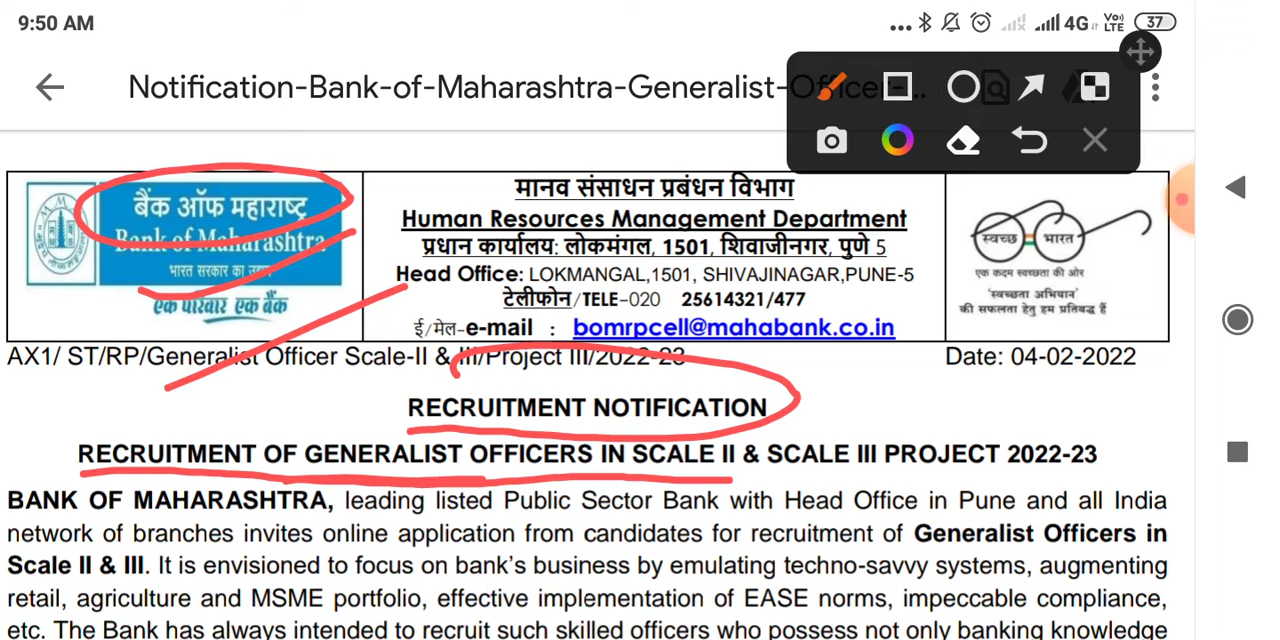 9:50 AM
4G
Vo))
LTE
37
Notification-Bank-of-Maharashtra-Generalist-Officer-...
बैंक ऑफ महाराष्ट्र
Bank of Maharashtra
भारत सरकार का उद्यम
एक परिवार एक बैंक
मानव संसाधन प्रबंधन विभाग
Human Resources Management Department
प्रधान कार्यालय: लोकमंगल, 1501, शिवाजीनगर, पुणे 5
Head Office: LOKMANGAL,1501, SHIVAJINAGAR,PUNE-5
टेलीफोन/TELE–020 25614321/477
ई/मेल-e-mail : bomrpcell@mahabank.co.in
स्वच्छ भारत
एक कदम स्वच्छता की ओर
'स्वच्छता अभियान'
की सफलता हेतु हम प्रतिबद्ध हैं
AX1/ ST/RP/Generalist Officer Scale-II & III/Project III/2022-23 Date: 04-02-2022
RECRUITMENT NOTIFICATION
RECRUITMENT OF GENERALIST OFFICERS IN SCALE II & SCALE III PROJECT 2022-23
BANK OF MAHARASHTRA, leading listed Public Sector Bank with Head Office in Pune and all India
network of branches invites online application from candidates for recruitment of Generalist Officers in
Scale II & III. It is envisioned to focus on bank's business by emulating techno-savvy systems, augmenting
retail, agriculture and MSME portfolio, effective implementation of EASE norms, impeccable compliance,
etc. The Bank has always intended to recruit such skilled officers who possess not only banking knowledge